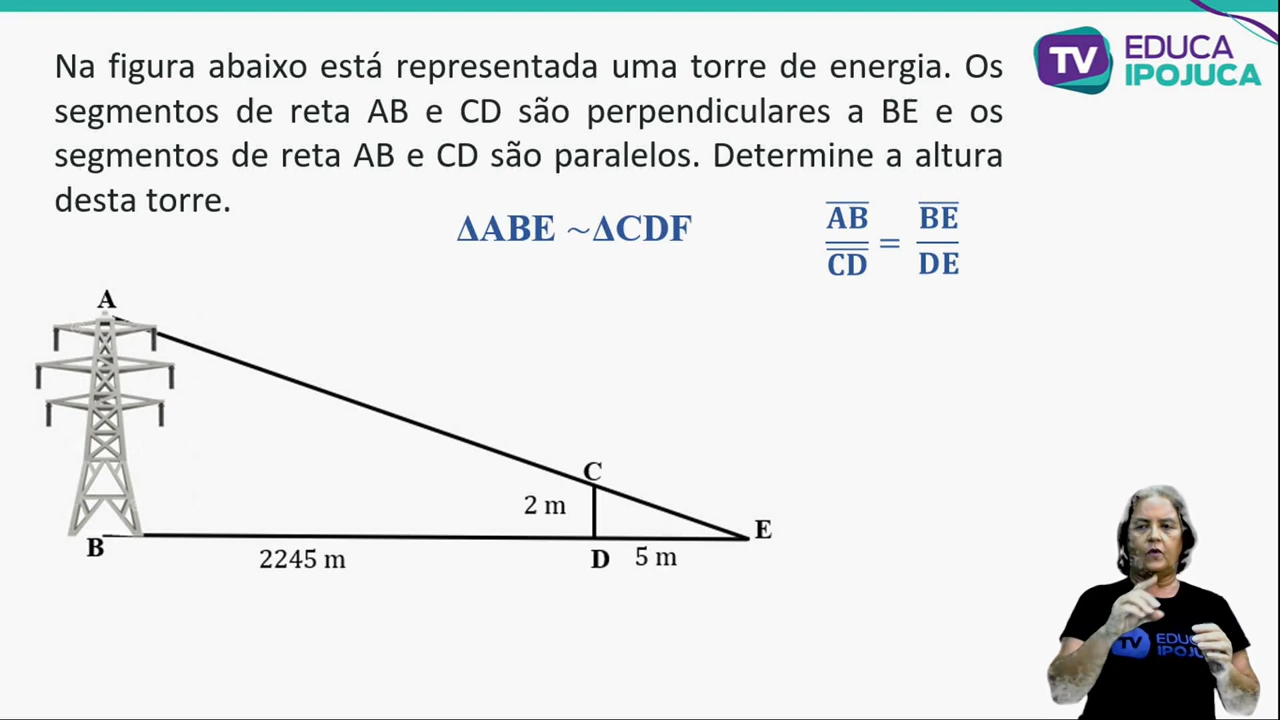 Na figura abaixo está representada uma torre de energia. Os
segmentos de reta AB e CD são perpendiculares a BE e os
segmentos de reta AB e CD são paralelos. Determine a altura
desta torre.
TV EDUCA
IPOJUCA
ΔABE ~ΔCDF
AB BE
=
CD DE
A
C
2 m
E
B
2245 m
D 5 m
TV
IPOJU